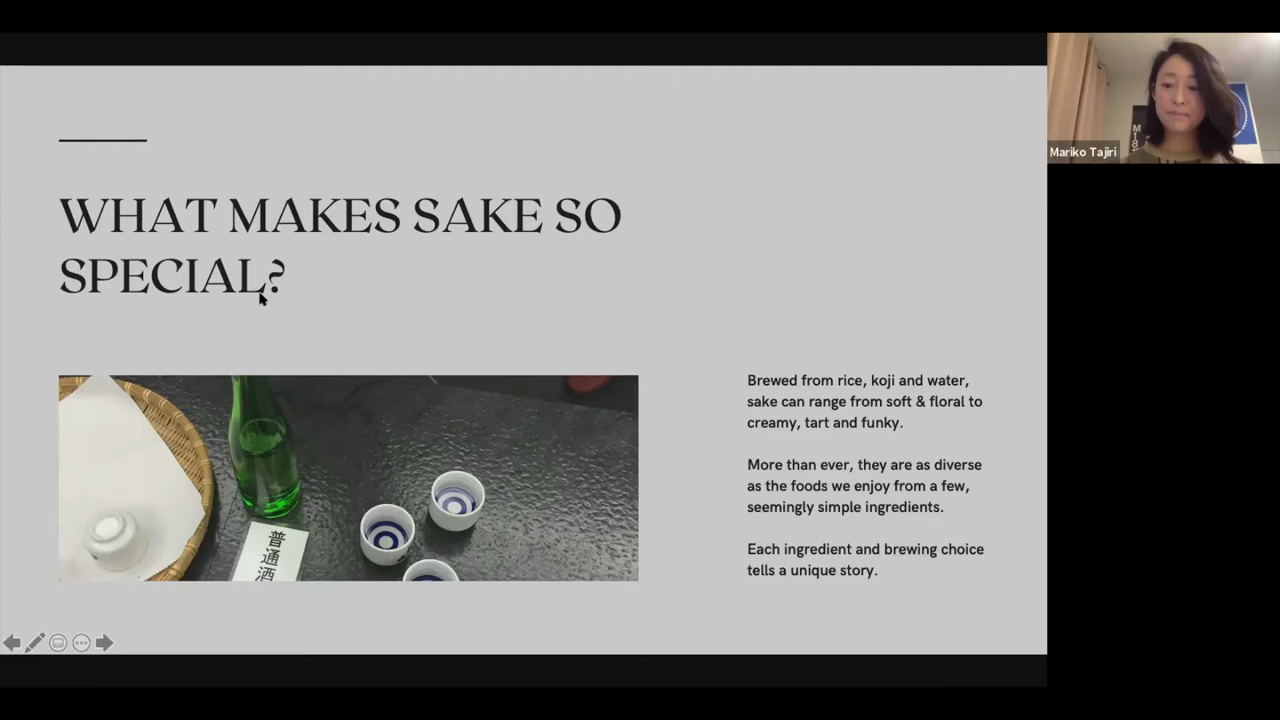 WHAT MAKES SAKE SO
SPECIAL?
Brewed from rice, koji and water,
sake can range from soft & floral to
creamy, tart and funky.
More than ever, they are as diverse
as the foods we enjoy from a few,
seemingly simple ingredients.
Each ingredient and brewing choice
tells a unique story.
普通酒
Mariko Tajiri